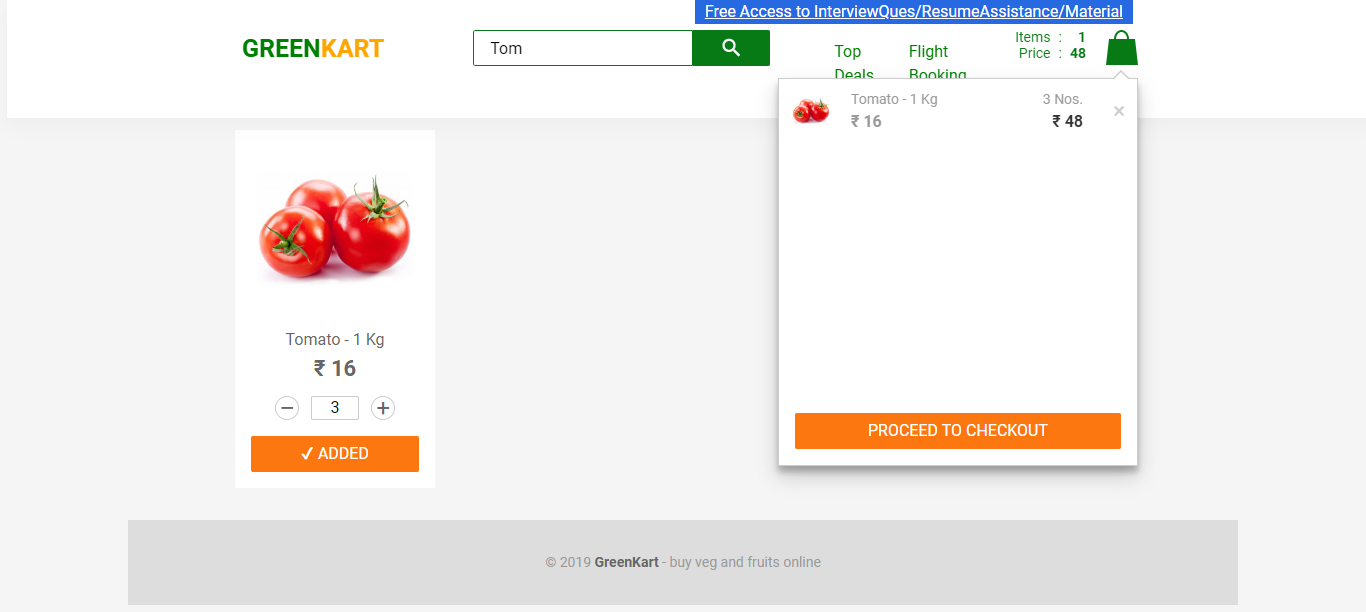 Free Access to InterviewQues/ResumeAssistance/Material
GREENKART
Tom
Top
Deals
Flight
Booking
Items : 1
Price : 48
Tomato - 1 Kg
₹ 16
3 Nos.
₹ 48
×
PROCEED TO CHECKOUT
Tomato - 1 Kg
₹ 16
− 3 +
✓ ADDED
© 2019 GreenKart - buy veg and fruits online